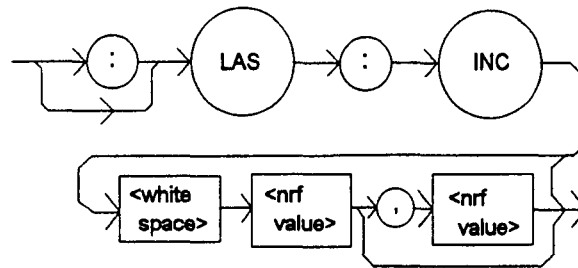 : LAS : INC
<white <nrf , <nrf
space> value> value>